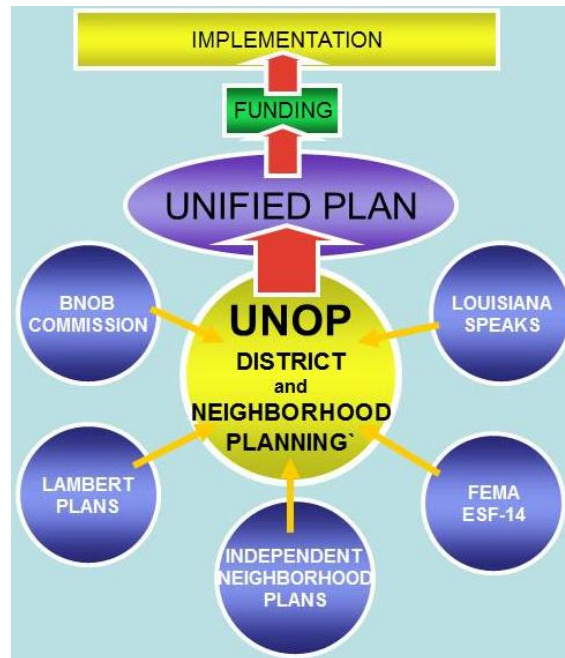 IMPLEMENTATION
FUNDING
UNIFIED PLAN
BNOB
COMMISSION
UNOP
DISTRICT
and
NEIGHBORHOOD
PLANNING`
LOUISIANA
SPEAKS
LAMBERT
PLANS
INDEPENDENT
NEIGHBORHOOD
PLANS
FEMA
ESF-14